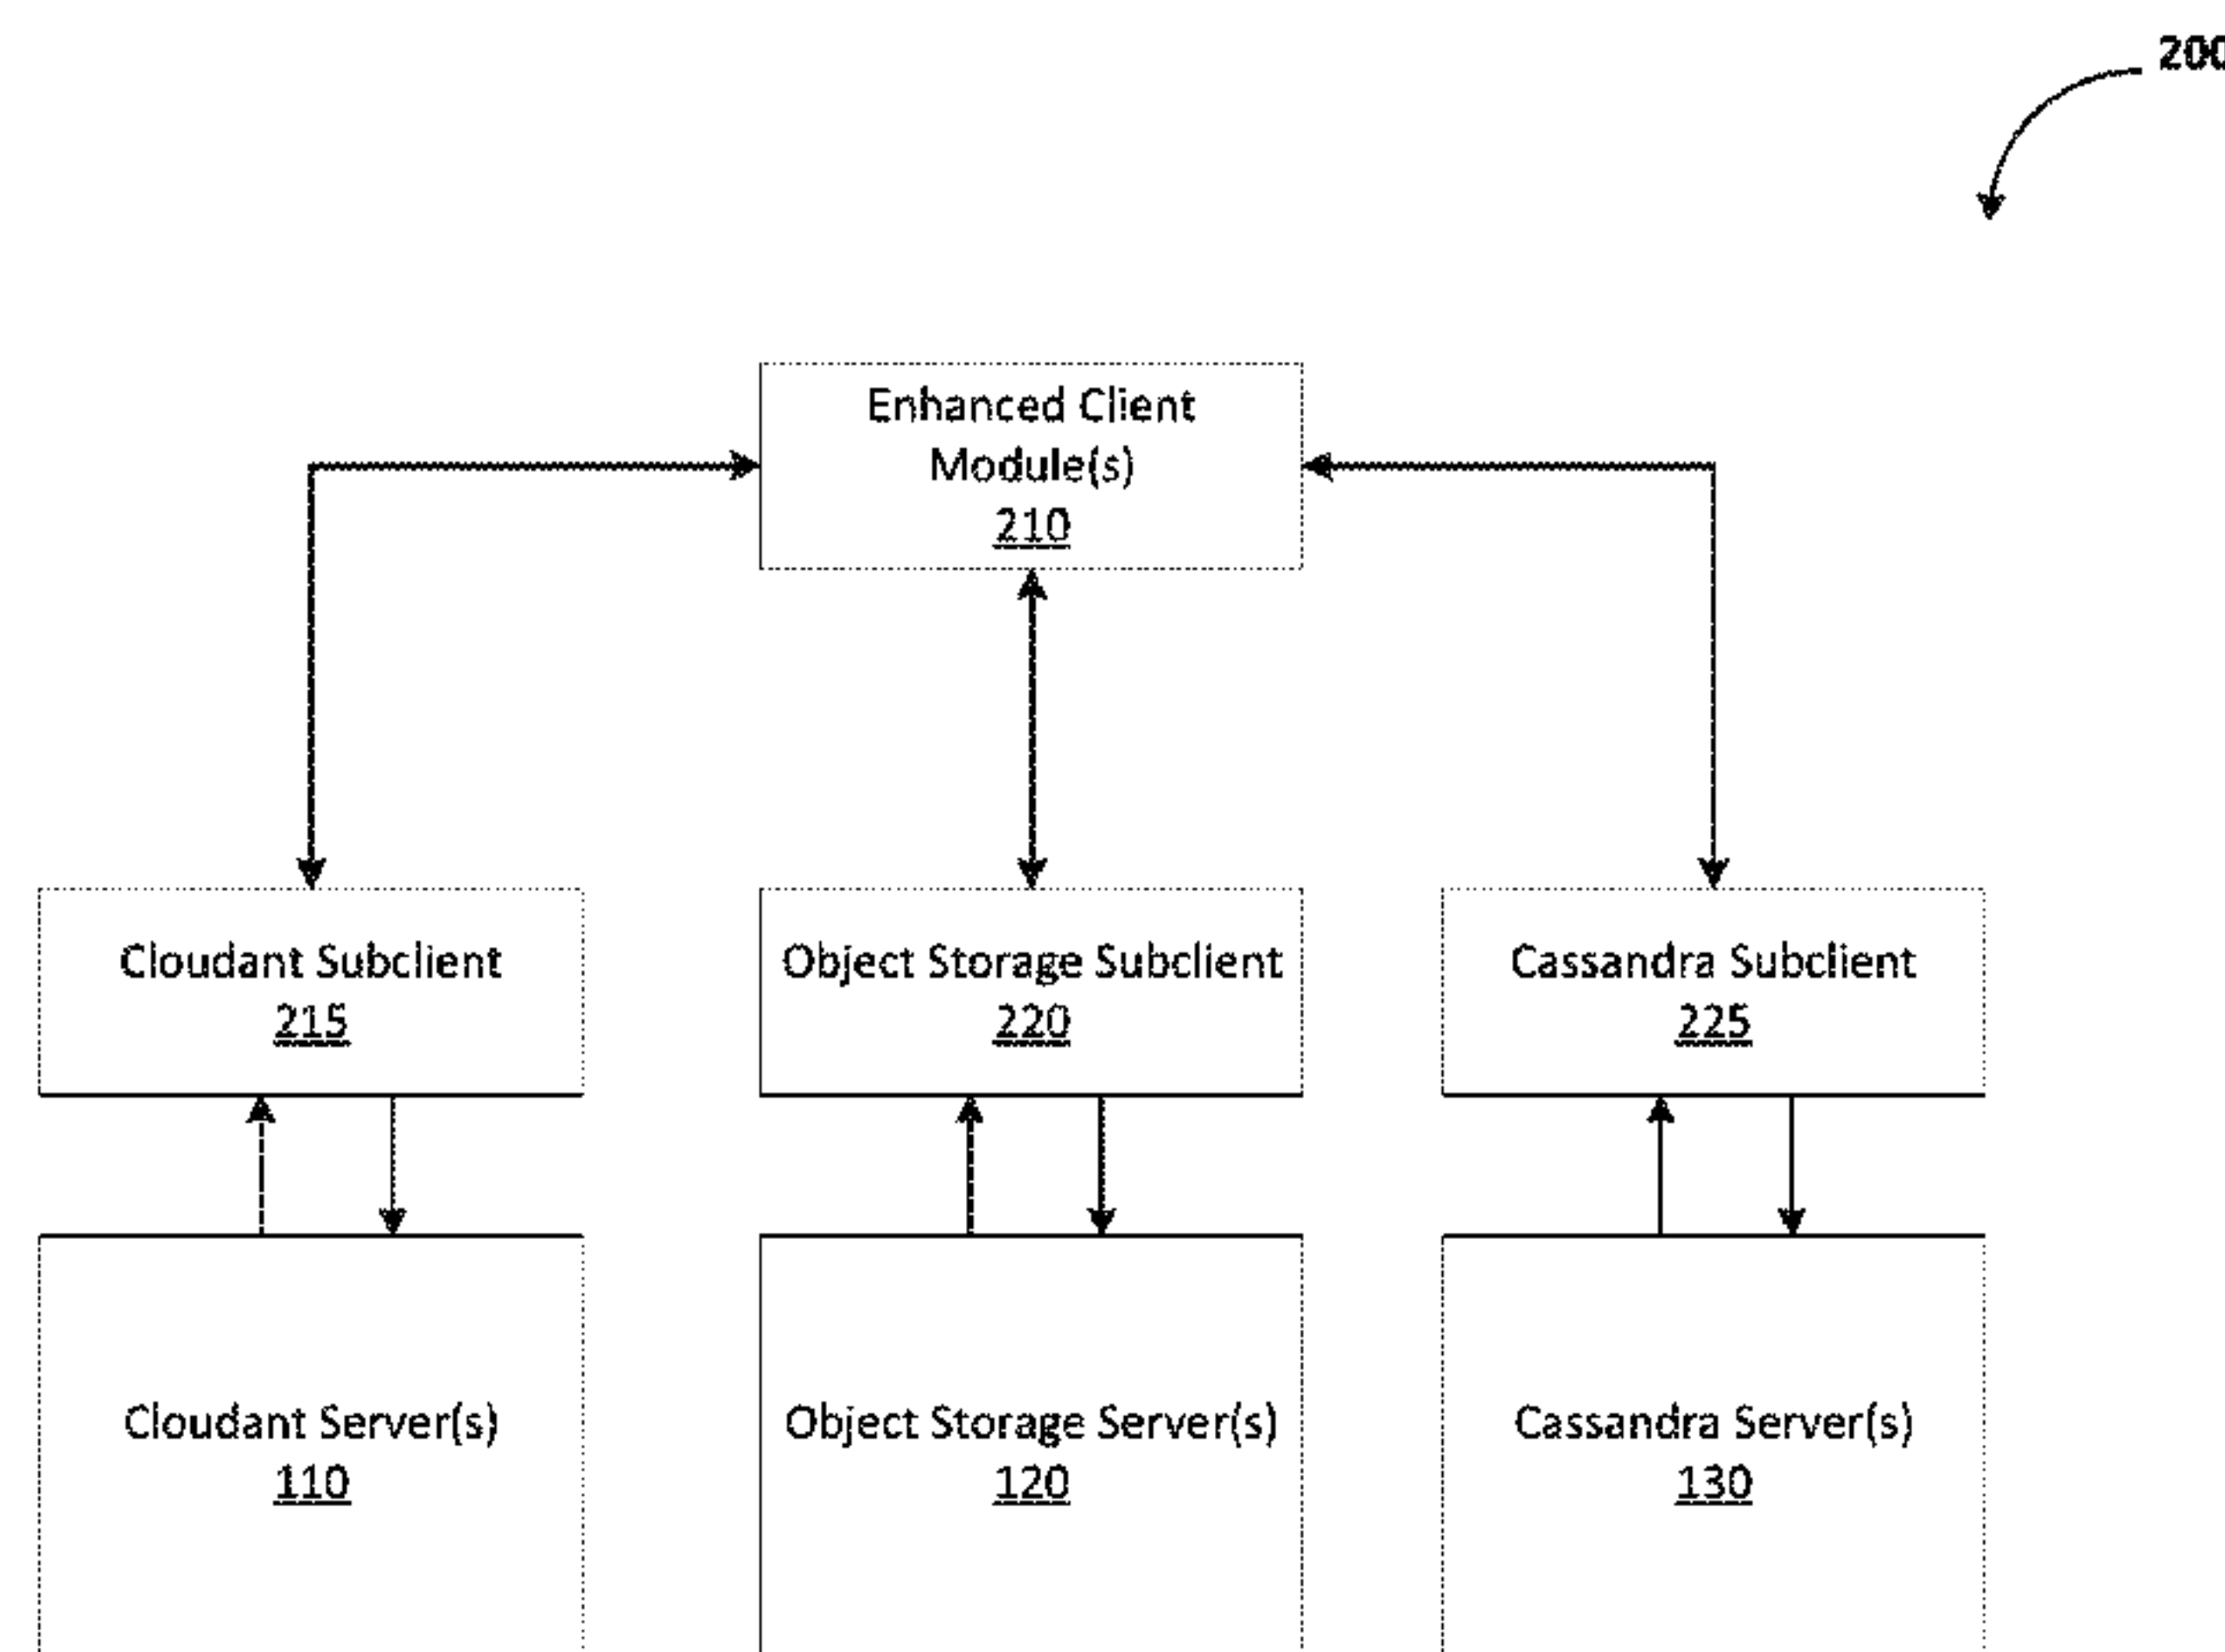 200
Enhanced Client
Module(s)
210
Cloudant Subclient
215
Object Storage Subclient
220
Cassandra Subclient
225
Cloudant Server(s)
110
Object Storage Server(s)
120
Cassandra Server(s)
130